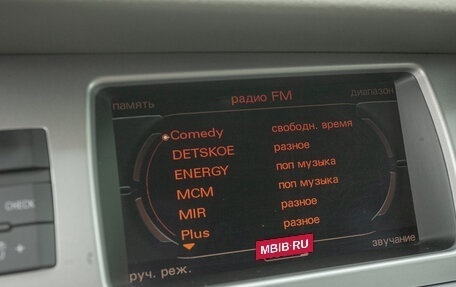 память
радио FM
диапазон
Comedy свободн. время
DETSKOE разное
ENERGY поп музыка
MCM поп музыка
MIR разное
Plus разное
руч. реж.
звучание
CHECK
MBIB.RU